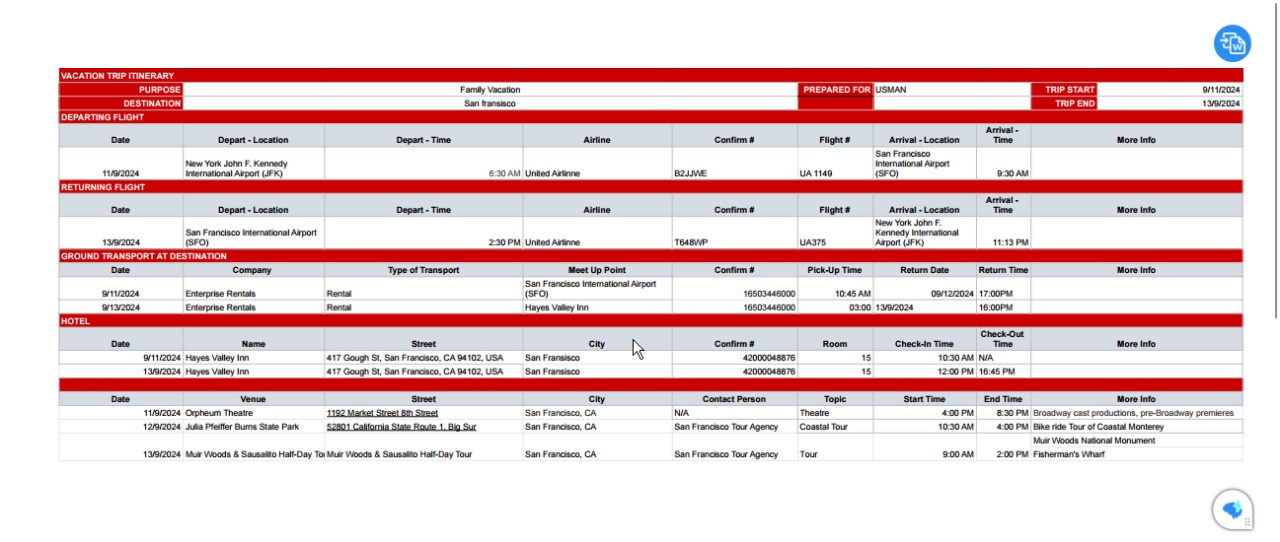 VACATION TRIP ITINERARY
PURPOSE Family Vacation PREPARED FOR USMAN TRIP START 9/11/2024
DESTINATION San fransisco TRIP END 13/9/2024
DEPARTING FLIGHT
Date Depart - Location Depart - Time Airline Confirm # Flight # Arrival - Location Arrival - Time More Info
11/9/2024 New York John F. Kennedy International Airport (JFK) 6:30 AM United Airlinne B2JJWE UA 1149 San Francisco International Airport (SFO) 9:30 AM
RETURNING FLIGHT
Date Depart - Location Depart - Time Airline Confirm # Flight # Arrival - Location Arrival - Time More Info
13/9/2024 San Francisco International Airport (SFO) 2:30 PM United Airlinne T648WP UA375 New York John F. Kennedy International Airport (JFK) 11:13 PM
GROUND TRANSPORT AT DESTINATION
Date Company Type of Transport Meet Up Point Confirm # Pick-Up Time Return Date Return Time More Info
9/11/2024 Enterprise Rentals Rental San Francisco International Airport (SFO) 16503446000 10:45 AM 09/12/2024 17:00PM
9/13/2024 Enterprise Rentals Rental Hayes Valley Inn 16503446000 03:00 13/9/2024 16:00PM
HOTEL
Date Name Street City Confirm # Room Check-In Time Check-Out Time More Info
9/11/2024 Hayes Valley Inn 417 Gough St, San Francisco, CA 94102, USA San Fransisco 42000048876 15 10:30 AM N/A
13/9/2024 Hayes Valley Inn 417 Gough St, San Francisco, CA 94102, USA San Fransisco 42000048876 15 12:00 PM 16:45 PM
Date Venue Street City Contact Person Topic Start Time End Time More Info
11/9/2024 Orpheum Theatre 1192 Market Street 8th Street San Francisco, CA N/A Theatre 4:00 PM 8:30 PM Broadway cast productions, pre-Broadway premieres
12/9/2024 Julia Pfeiffer Burns State Park 52801 California State Route 1, Big Sur San Francisco, CA San Francisco Tour Agency Coastal Tour 10:30 AM 4:00 PM Bike ride Tour of Coastal Monterey
Muir Woods National Monument
13/9/2024 Muir Woods & Sausalito Half-Day Tou Muir Woods & Sausalito Half-Day Tour San Francisco, CA San Francisco Tour Agency Tour 9:00 AM 2:00 PM Fisherman's Wharf